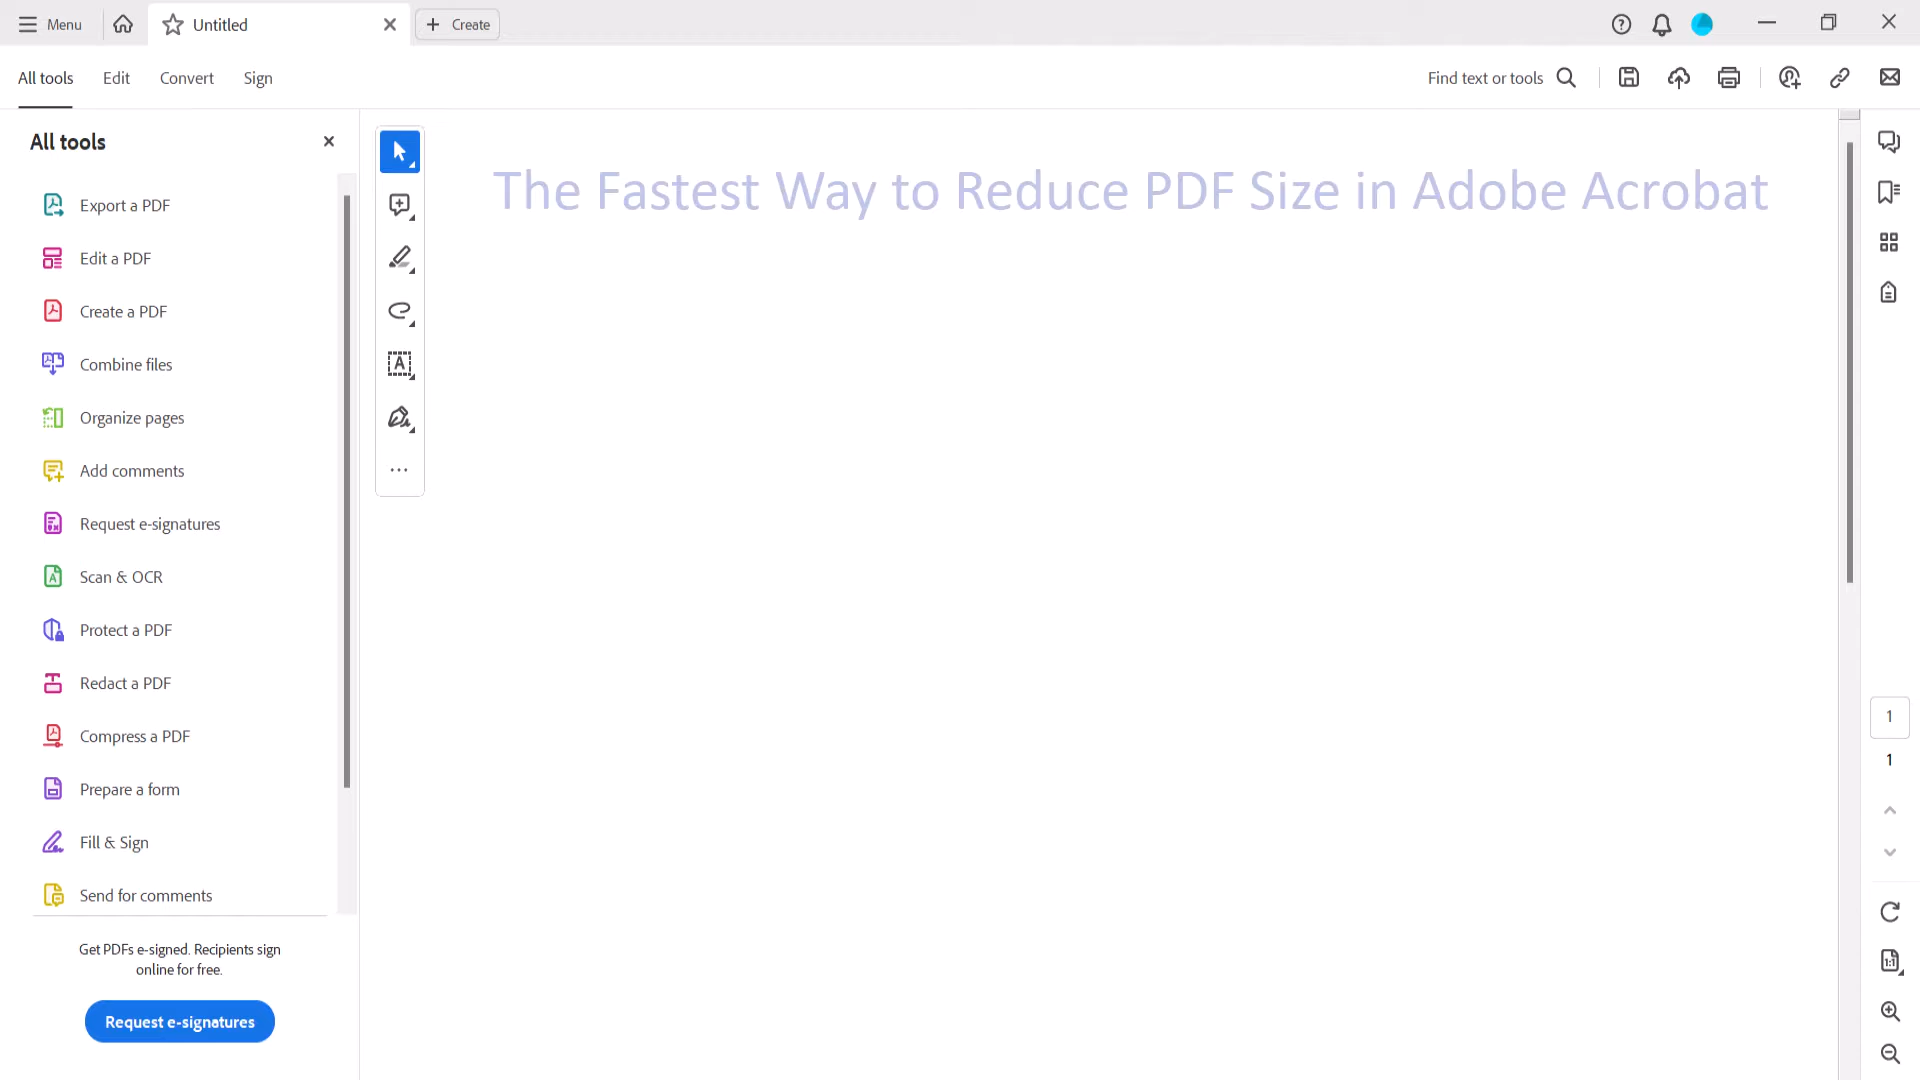 Menu
Untitled
Create
All tools
Edit
Convert
Sign
Find text or tools
All tools
Export a PDF
Edit a PDF
Create a PDF
Combine files
Organize pages
Add comments
Request e-signatures
Scan & OCR
Protect a PDF
Redact a PDF
Compress a PDF
Prepare a form
Fill & Sign
Send for comments
Get PDFs e-signed. Recipients sign
online for free.
Request e-signatures
The Fastest Way to Reduce PDF Size in Adobe Acrobat
1
1